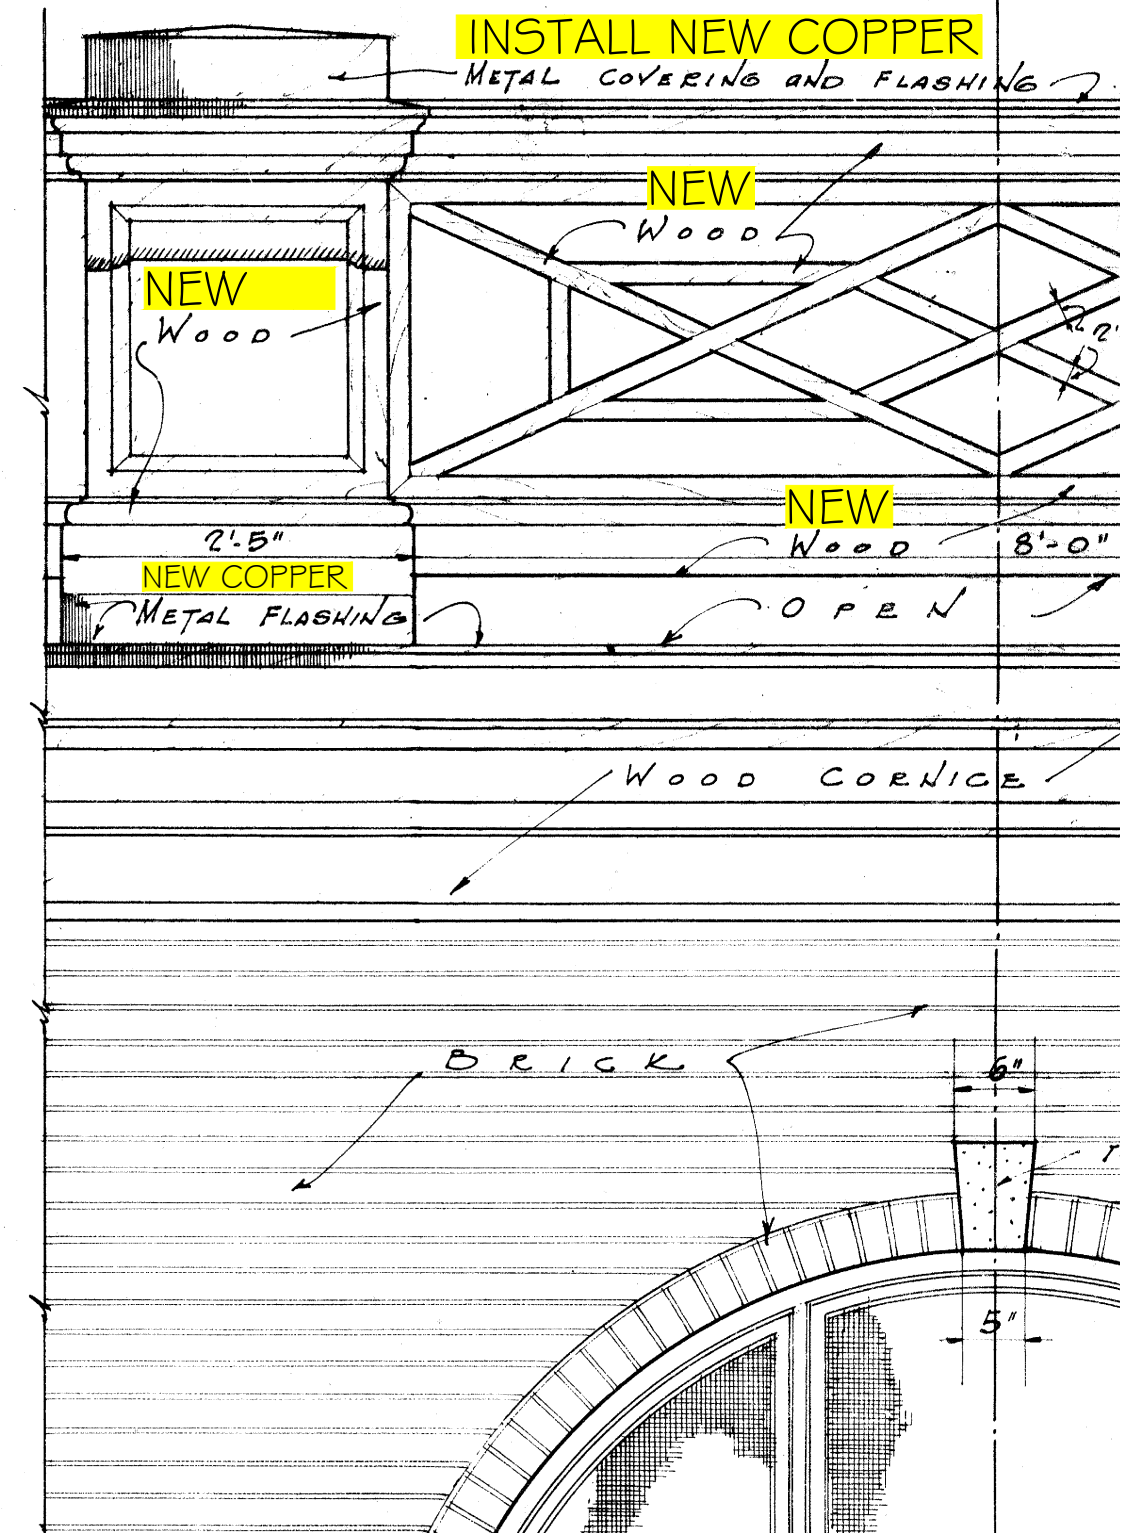 INSTALL NEW COPPER
METAL COVERING AND FLASHING
NEW
WOOD
NEW
WOOD
2'
NEW
WOOD
8'-0"
2'-5"
NEW COPPER
METAL FLASHING
OPEN
WOOD CORNICE
BRICK
6"
5"